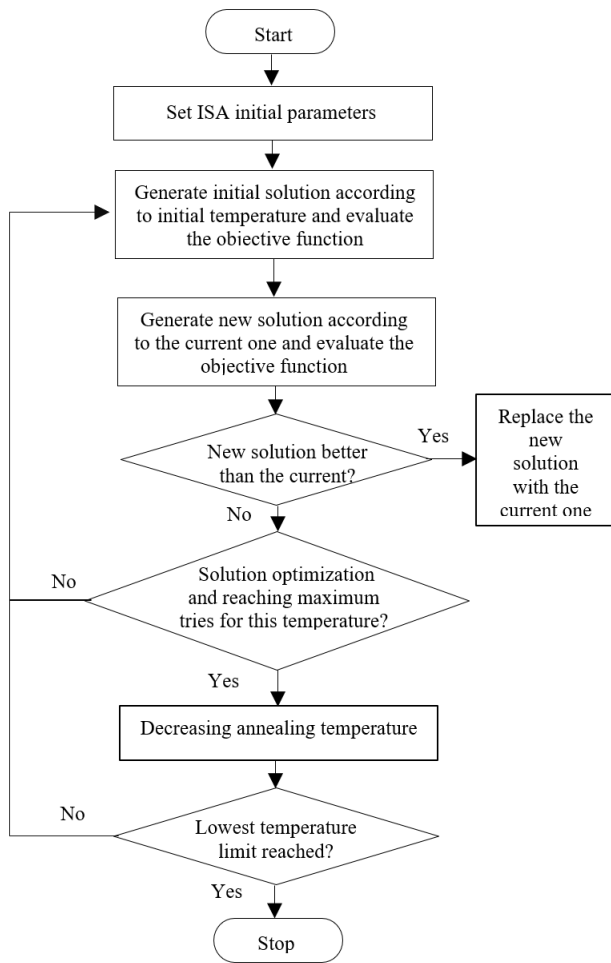 Start
Set ISA initial parameters
Generate initial solution according
to initial temperature and evaluate
the objective function
Generate new solution according
to the current one and evaluate the
objective function
New solution better
than the current?
Yes
Replace the
new
solution
with the
current one
No
Solution optimization
and reaching maximum
tries for this temperature?
No
Yes
Decreasing annealing temperature
Lowest temperature
limit reached?
No
Yes
Stop